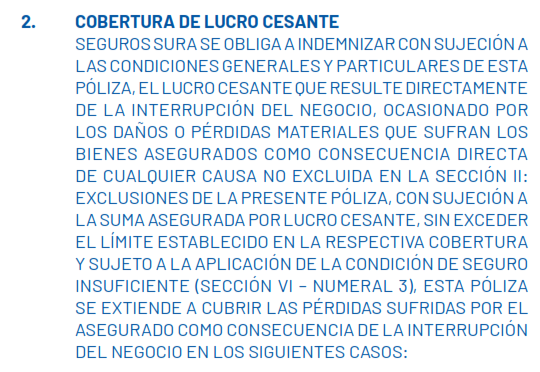 2. COBERTURA DE LUCRO CESANTE
SEGUROS SURA SE OBLIGA A INDEMNIZAR CON SUJECIÓN A
LAS CONDICIONES GENERALES Y PARTICULARES DE ESTA
PÓLIZA, EL LUCRO CESANTE QUE RESULTE DIRECTAMENTE
DE LA INTERRUPCIÓN DEL NEGOCIO, OCASIONADO POR
LOS DAÑOS O PÉRDIDAS MATERIALES QUE SUFRAN LOS
BIENES ASEGURADOS COMO CONSECUENCIA DIRECTA
DE CUALQUIER CAUSA NO EXCLUIDA EN LA SECCIÓN II:
EXCLUSIONES DE LA PRESENTE PÓLIZA, CON SUJECIÓN A
LA SUMA ASEGURADA POR LUCRO CESANTE, SIN EXCEDER
EL LÍMITE ESTABLECIDO EN LA RESPECTIVA COBERTURA
Y SUJETO A LA APLICACIÓN DE LA CONDICIÓN DE SEGURO
INSUFICIENTE (SECCIÓN VI – NUMERAL 3), ESTA PÓLIZA
SE EXTIENDE A CUBRIR LAS PÉRDIDAS SUFRIDAS POR EL
ASEGURADO COMO CONSECUENCIA DE LA INTERRUPCIÓN
DEL NEGOCIO EN LOS SIGUIENTES CASOS: